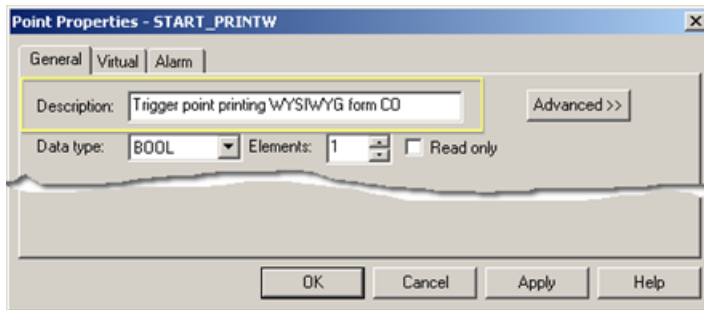 Point Properties - START_PRINTW
General Virtual Alarm
Description: Trigger point printing WYSIWYG form CO Advanced >>
Data type: BOOL Elements: 1 Read only
OK Cancel Apply Help